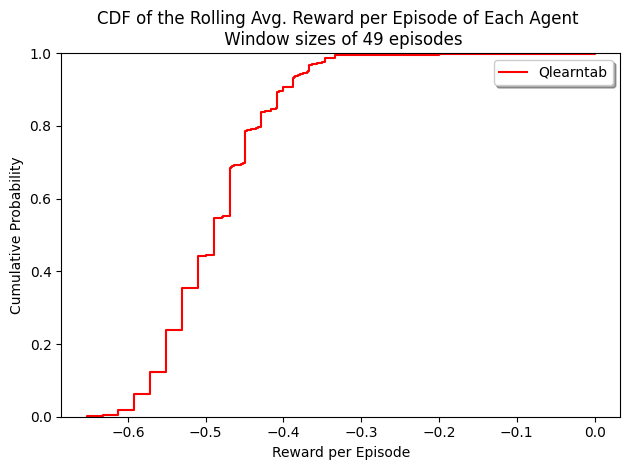 CDF of the Rolling Avg. Reward per Episode of Each Agent
Window sizes of 49 episodes
Qlearntab
1.0
0.8
0.6
0.4
0.2
0.0
Cumulative Probability
−0.6
−0.5
−0.4
−0.3
−0.2
−0.1
0.0
Reward per Episode